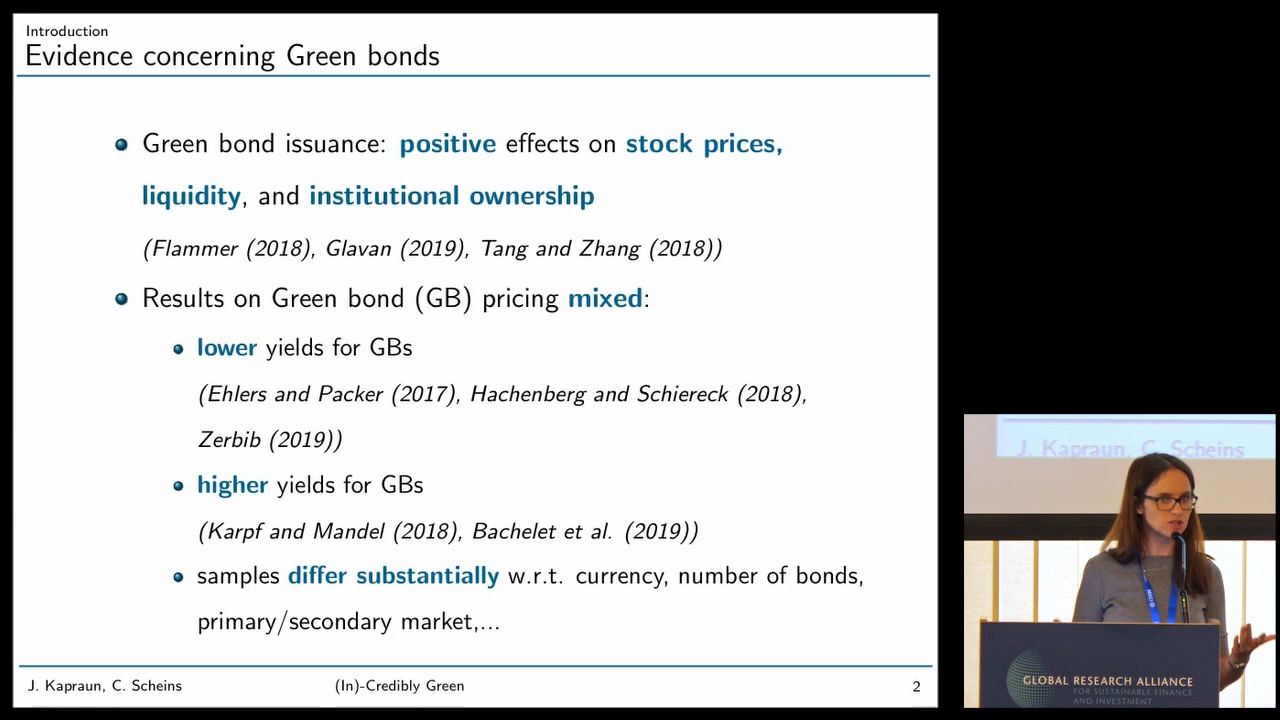 Introduction
Evidence concerning Green bonds
Green bond issuance: positive effects on stock prices,
liquidity, and institutional ownership
(Flammer (2018), Glavan (2019), Tang and Zhang (2018))
Results on Green bond (GB) pricing mixed:
lower yields for GBs
(Ehlers and Packer (2017), Hachenberg and Schiereck (2018),
Zerbib (2019))
higher yields for GBs
(Karpf and Mandel (2018), Bachelet et al. (2019))
samples differ substantially w.r.t. currency, number of bonds,
primary/secondary market,...
J. Kapraun, C. Scheins (In)-Credibly Green 2
J. Kapraun, C. Scheins
MSCI
GLOBAL RESEARCH ALLIANCE
FOR SUSTAINABLE FINANCE
AND INVESTMENT